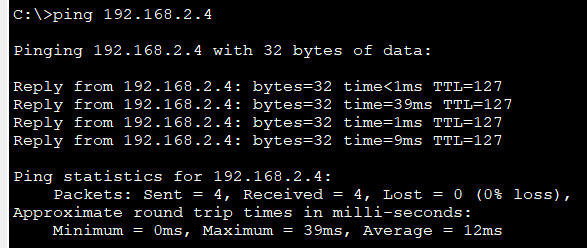 C:\>ping 192.168.2.4
Pinging 192.168.2.4 with 32 bytes of data:
Reply from 192.168.2.4: bytes=32 time<1ms TTL=127
Reply from 192.168.2.4: bytes=32 time=39ms TTL=127
Reply from 192.168.2.4: bytes=32 time=1ms TTL=127
Reply from 192.168.2.4: bytes=32 time=9ms TTL=127
Ping statistics for 192.168.2.4:
    Packets: Sent = 4, Received = 4, Lost = 0 (0% loss),
Approximate round trip times in milli-seconds:
    Minimum = 0ms, Maximum = 39ms, Average = 12ms